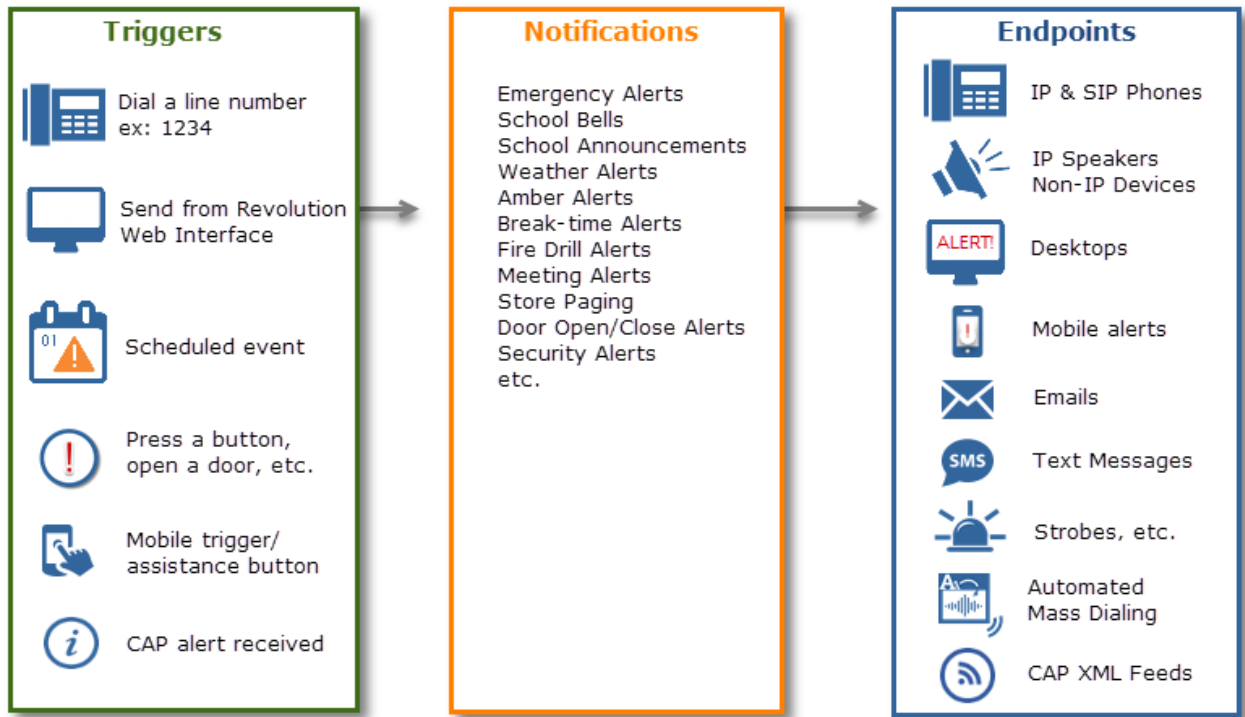 Triggers
Dial a line number
ex: 1234
Send from Revolution
Web Interface
01
Scheduled event
Press a button,
open a door, etc.
Mobile trigger/
assistance button
i
CAP alert received
Notifications
Emergency Alerts
School Bells
School Announcements
Weather Alerts
Amber Alerts
Break-time Alerts
Fire Drill Alerts
Meeting Alerts
Store Paging
Door Open/Close Alerts
Security Alerts
etc.
Endpoints
IP & SIP Phones
IP Speakers
Non-IP Devices
ALERT!
Desktops
Mobile alerts
Emails
SMS
Text Messages
Strobes, etc.
A
Automated
Mass Dialing
CAP XML Feeds